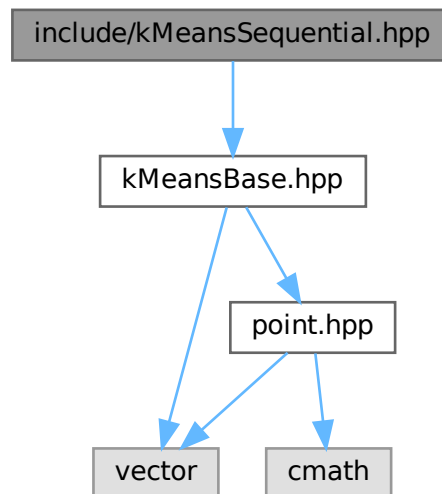 include/kMeansSequential.hpp
kMeansBase.hpp
point.hpp
vector
cmath